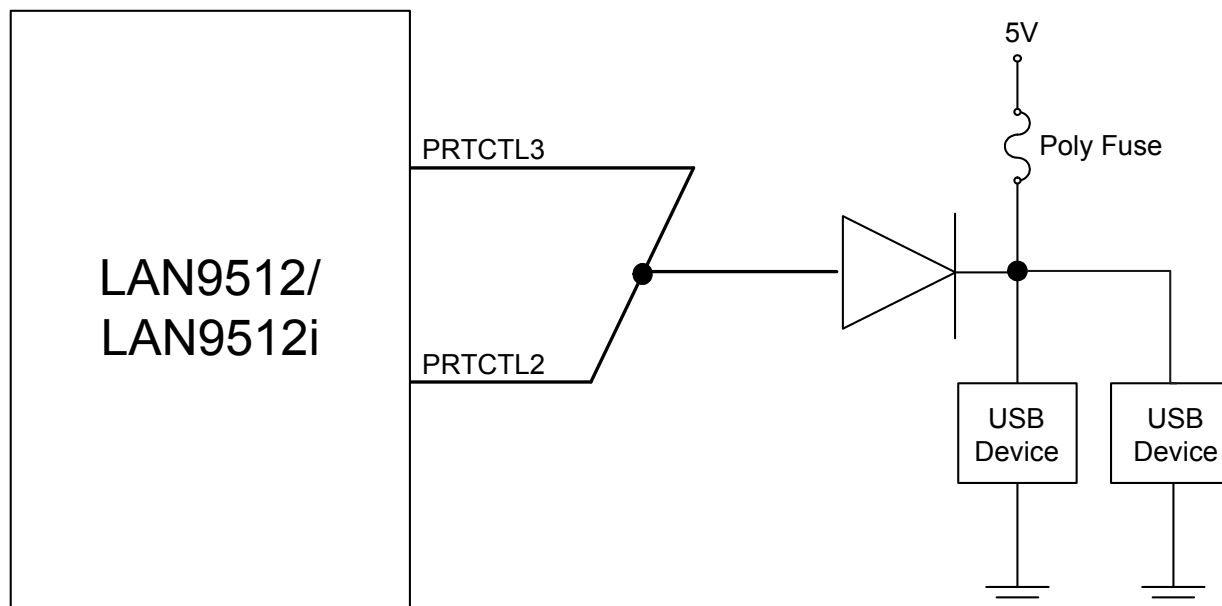 5V
Poly Fuse
PRTCTL3
LAN9512/
LAN9512i
PRTCTL2
USB
Device
USB
Device